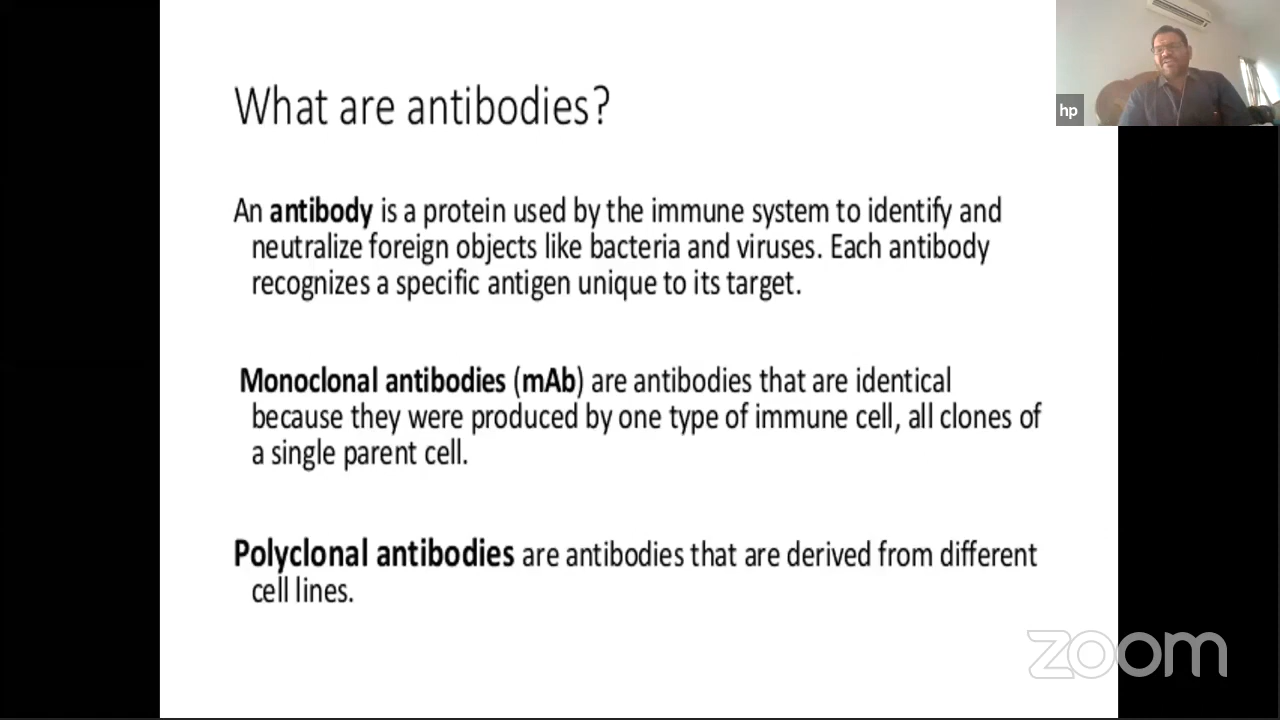 What are antibodies?
hp
An antibody is a protein used by the immune system to identify and
neutralize foreign objects like bacteria and viruses. Each antibody
recognizes a specific antigen unique to its target.
Monoclonal antibodies (mAb) are antibodies that are identical
because they were produced by one type of immune cell, all clones of
a single parent cell.
Polyclonal antibodies are antibodies that are derived from different
cell lines.
zoom